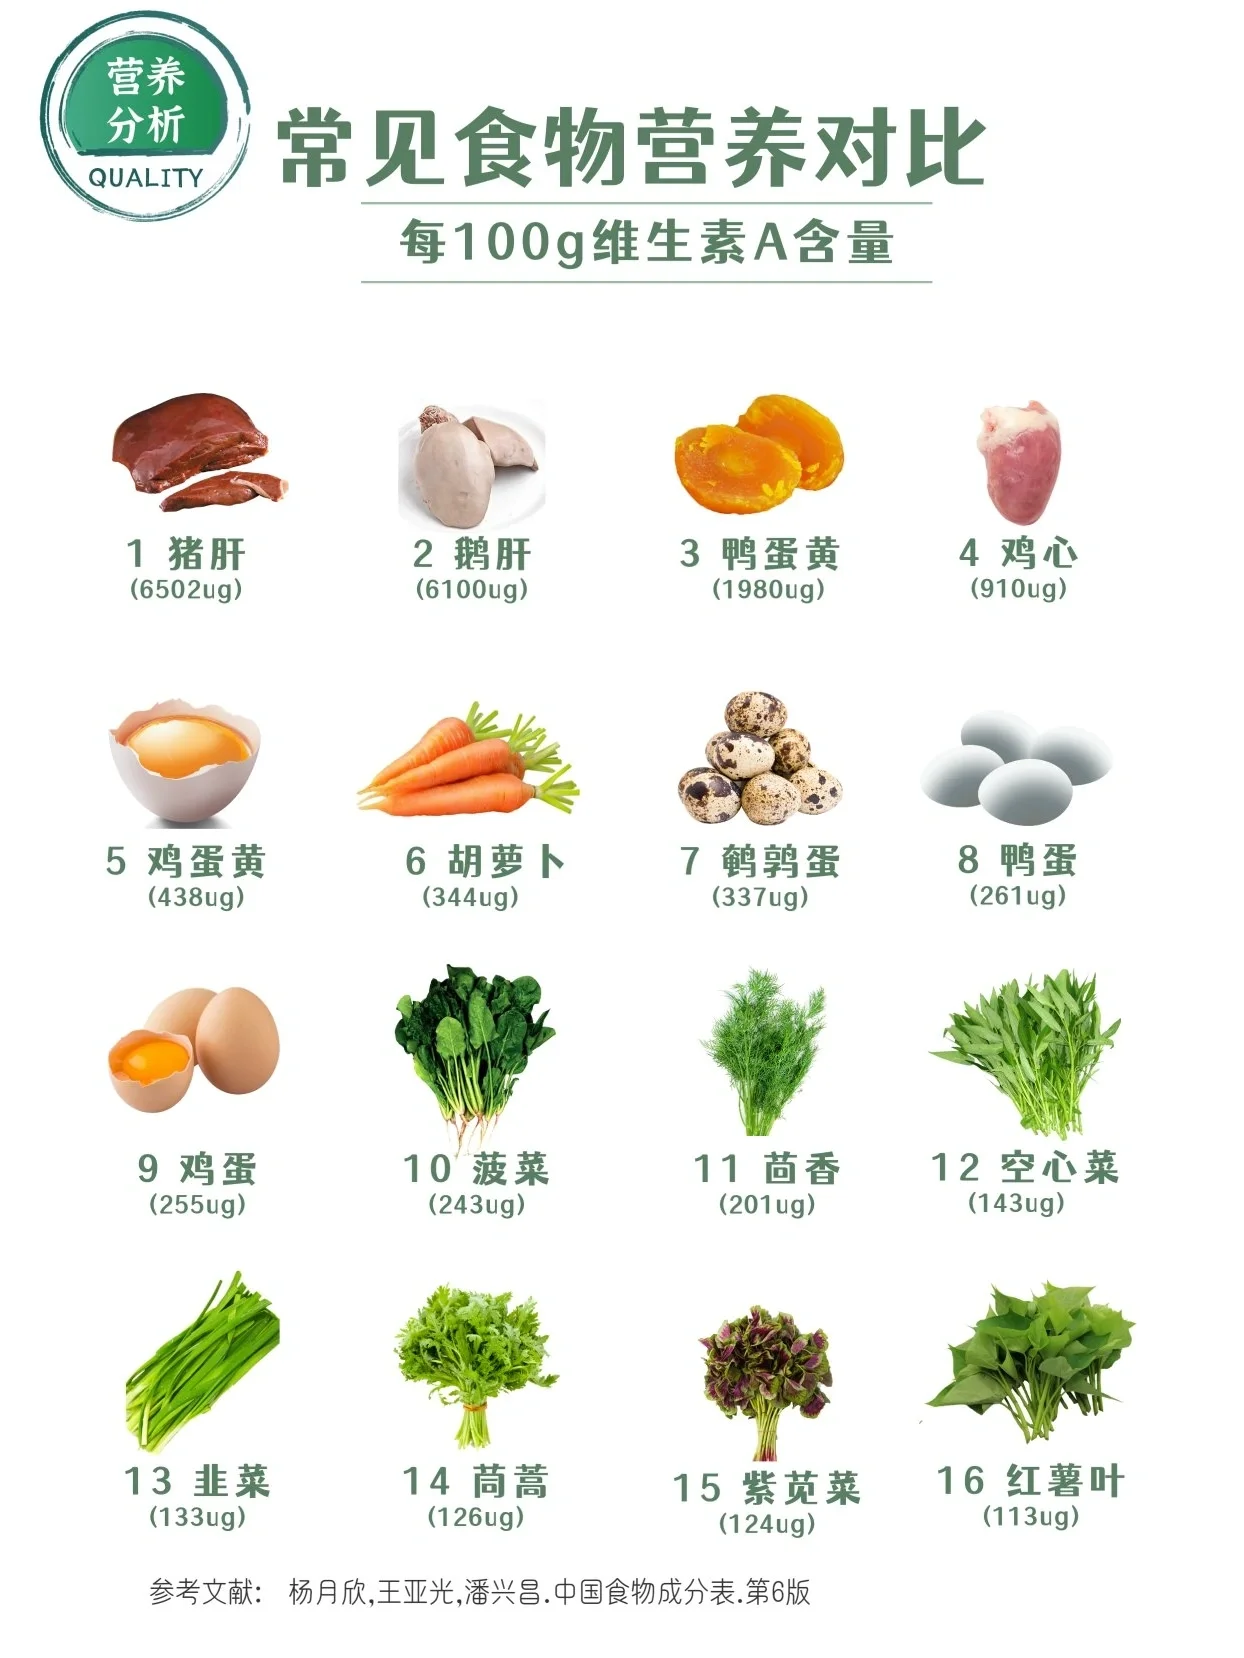 营养
分析
QUALITY
常见食物营养对比
每100g维生素A含量
1 猪肝
(6502ug)
2 鹅肝
(6100ug)
3 鸭蛋黄
(1980ug)
4 鸡心
(910ug)
5 鸡蛋黄
(438ug)
6 胡萝卜
(344ug)
7 鹌鹑蛋
(337ug)
8 鸭蛋
(261ug)
9 鸡蛋
(255ug)
10 菠菜
(243ug)
11 茴香
(201ug)
12 空心菜
(143ug)
13 韭菜
(133ug)
14 茼蒿
(126ug)
15 紫苋菜
(124ug)
16 红薯叶
(113ug)
参考文献: 杨月欣,王亚光,潘兴昌.中国食物成分表.第6版